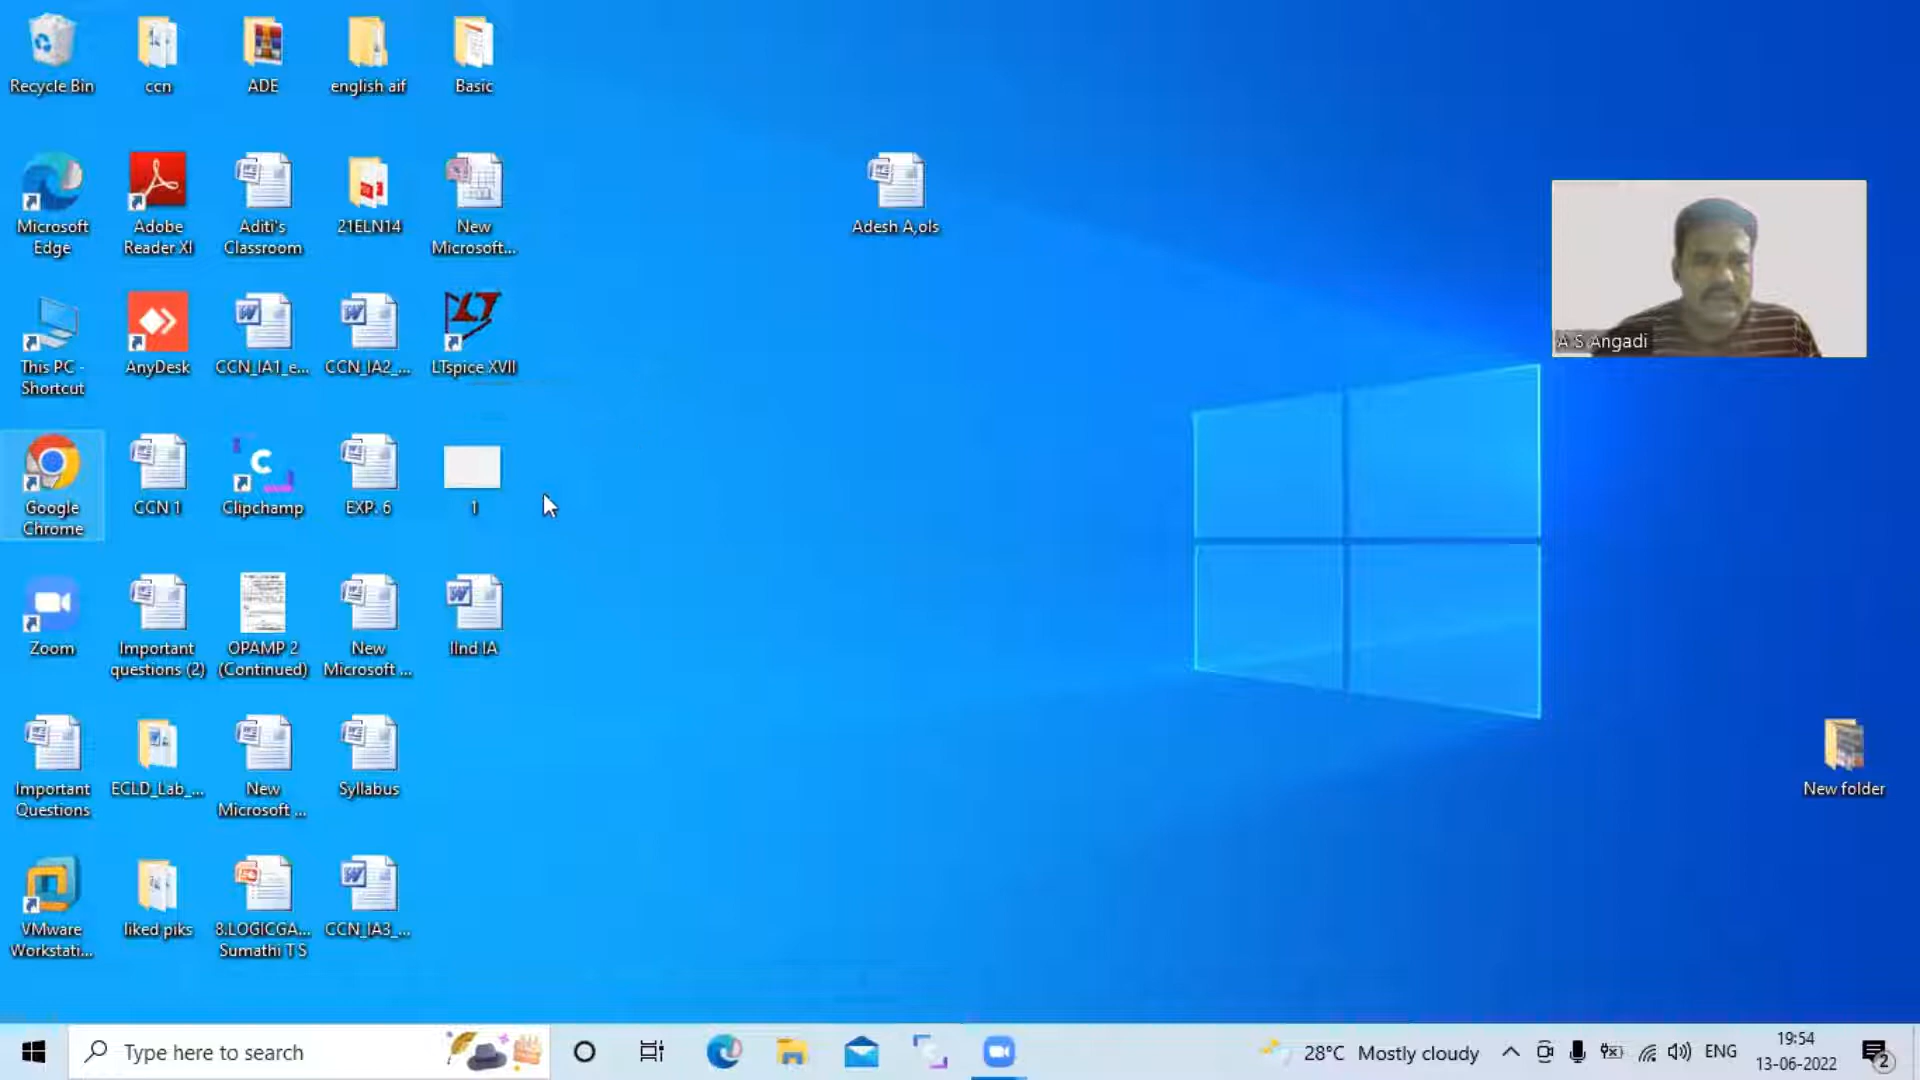 Recycle Bin
ccn
ADE
english aif
Basic
Microsoft
Edge
Adobe
Reader XI
Aditi's
Classroom
21ELN14
New
Microsoft...
Adesh A,ols
A S Angadi
This PC -
Shortcut
AnyDesk
CCN_IA1_e...
CCN_IA2_...
LTspice XVII
Google
Chrome
CCN 1
Clipchamp
EXP. 6
1
Zoom
Important
questions (2)
OPAMP 2
(Continued)
New
Microsoft ...
IInd IA
Important
Questions
ECLD_Lab_...
New
Microsoft ...
Syllabus
New folder
VMware
Workstati...
liked piks
8.LOGICGA...
Sumathi T S
CCN_IA3_...
Type here to search
28°C Mostly cloudy
ENG
19:54
13-06-2022
2